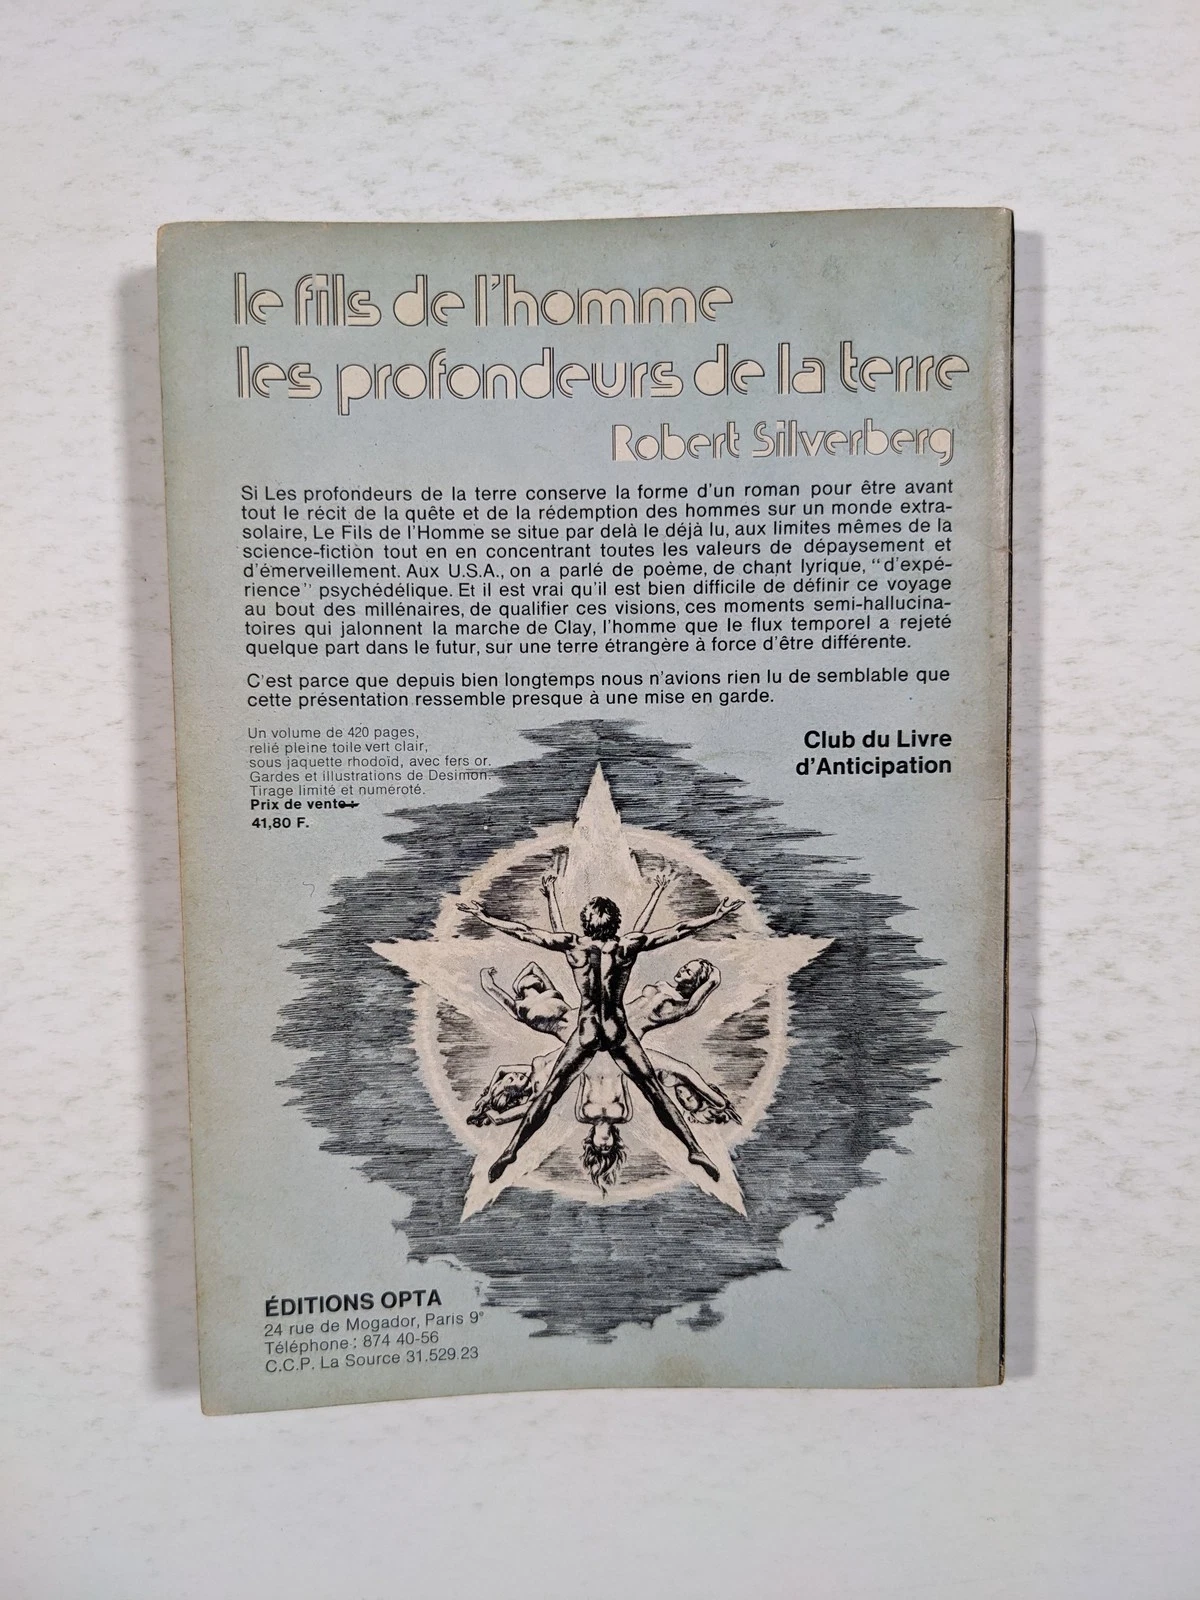 le fils de l'homme
les profondeurs de la terre
Robert Silverberg
Si Les profondeurs de la terre conserve la forme d'un roman pour être avant
tout le récit de la quête et de la rédemption des hommes sur un monde extra-
solaire, Le Fils de l'Homme se situe par delà le déjà lu, aux limites mêmes de la
science-fiction tout en en concentrant toutes les valeurs de dépaysement et
d'émerveillement. Aux U.S.A., on a parlé de poème, de chant lyrique, "d'expé-
rience" psychédélique. Et il est vrai qu'il est bien difficile de définir ce voyage
au bout des millénaires, de qualifier ces visions, ces moments semi-hallucina-
toires qui jalonnent la marche de Clay, l'homme que le flux temporel a rejeté
quelque part dans le futur, sur une terre étrangère à force d'être différente.
C'est parce que depuis bien longtemps nous n'avions rien lu de semblable que
cette présentation ressemble presque à une mise en garde.
Un volume de 420 pages,
relié pleine toile vert clair,
sous jaquette rhodoïd, avec fers or.
Gardes et illustrations de Desimon.
Tirage limité et numéroté.
Prix de vente :
41,80 F.
Club du Livre
d'Anticipation
ÉDITIONS OPTA
24 rue de Mogador, Paris 9e
Téléphone : 874 40-56
C.C.P. La Source 31.529.23